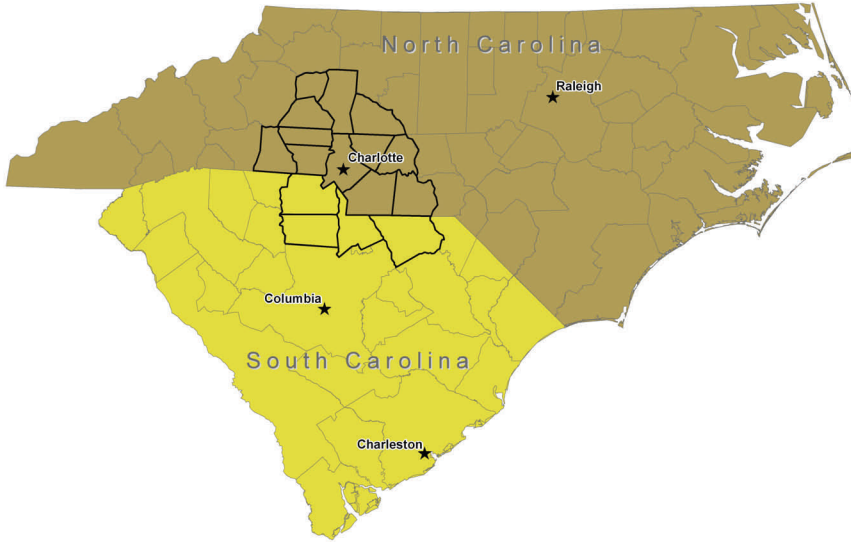 North Carolina
Raleigh
Charlotte
Columbia
South Carolina
Charleston